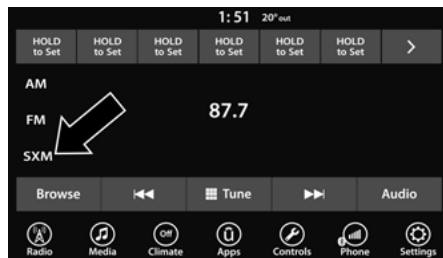 1:51 20° out
HOLD to Set HOLD to Set HOLD to Set HOLD to Set HOLD to Set HOLD to Set
AM
87.7
FM
SXM
Browse Tune Audio
Off
Radio Media Climate Apps Controls Phone Settings